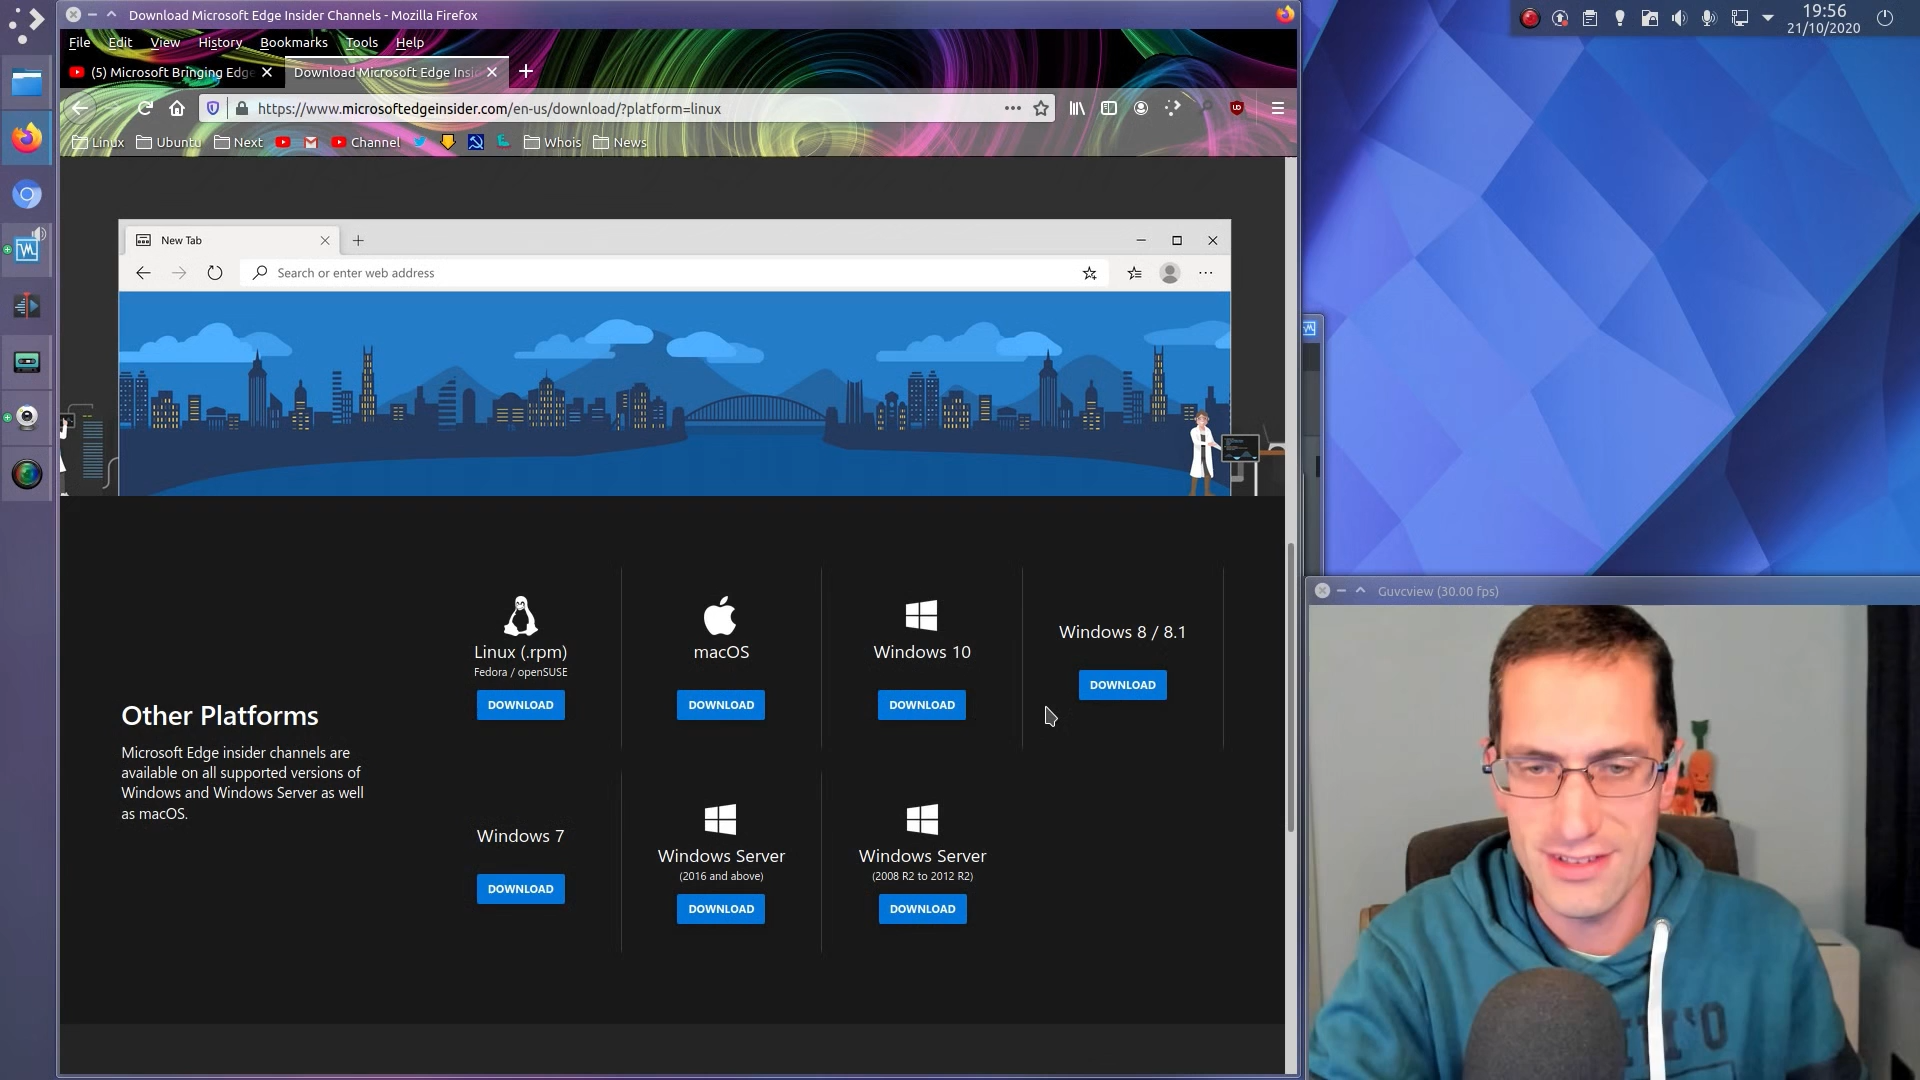 Download Microsoft Edge Insider Channels - Mozilla Firefox
19:56
21/10/2020
File Edit View History Bookmarks Tools Help
(5) Microsoft Bringing Edge
Download Microsoft Edge Insi
https://www.microsoftedgeinsider.com/en-us/download/?platform=linux
Linux Ubuntu Next Channel Whois News
New Tab
Search or enter web address
Linux (.rpm)
Fedora / openSUSE
DOWNLOAD
macOS
DOWNLOAD
Windows 10
DOWNLOAD
Windows 8 / 8.1
DOWNLOAD
Other Platforms
Microsoft Edge insider channels are
available on all supported versions of
Windows and Windows Server as well
as macOS.
Windows 7
DOWNLOAD
Windows Server
(2016 and above)
DOWNLOAD
Windows Server
(2008 R2 to 2012 R2)
DOWNLOAD
Guvcview (30.00 fps)